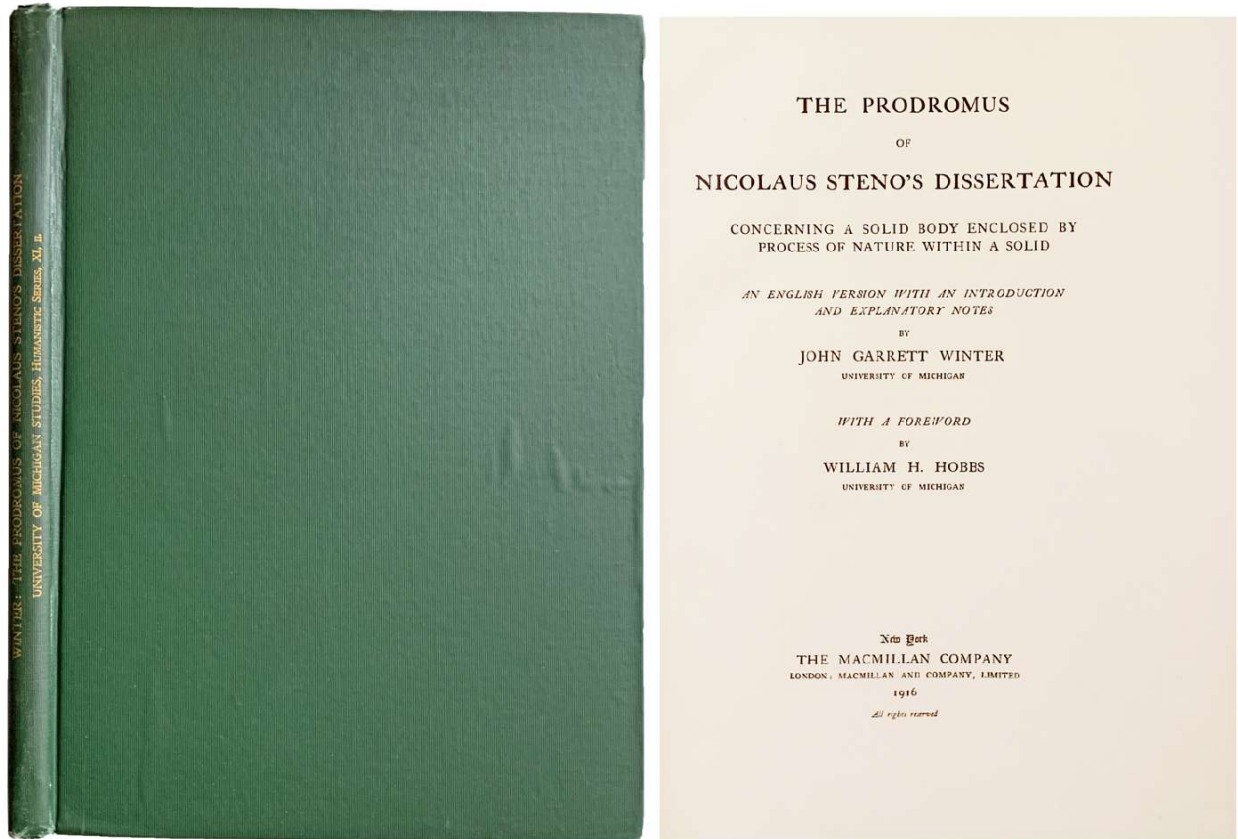 WINTER: THE PRODROMUS OF NICOLAUS STENO'S DISSERTATION
UNIVERSITY OF MICHIGAN STUDIES, HUMANISTIC SERIES, XI, II.
THE PRODROMUS
OF
NICOLAUS STENO'S DISSERTATION
CONCERNING A SOLID BODY ENCLOSED BY
PROCESS OF NATURE WITHIN A SOLID
AN ENGLISH VERSION WITH AN INTRODUCTION
AND EXPLANATORY NOTES
BY
JOHN GARRETT WINTER
UNIVERSITY OF MICHIGAN
WITH A FOREWORD
BY
WILLIAM H. HOBBS
UNIVERSITY OF MICHIGAN
New York
THE MACMILLAN COMPANY
LONDON: MACMILLAN AND COMPANY, LIMITED
1916
All rights reserved